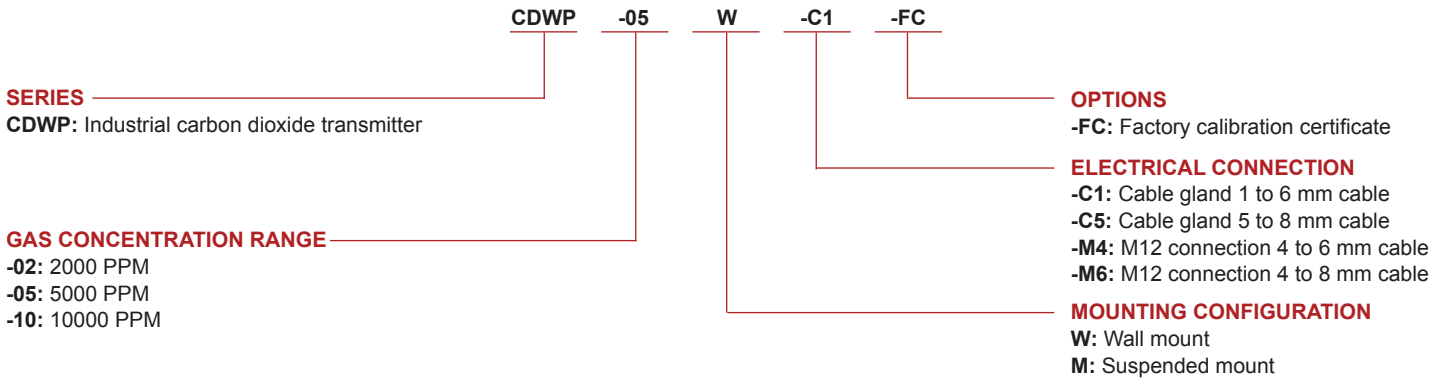 CDWP -05 W -C1 -FC
SERIES
CDWP: Industrial carbon dioxide transmitter
GAS CONCENTRATION RANGE
-02: 2000 PPM
-05: 5000 PPM
-10: 10000 PPM
OPTIONS
-FC: Factory calibration certificate
ELECTRICAL CONNECTION
-C1: Cable gland 1 to 6 mm cable
-C5: Cable gland 5 to 8 mm cable
-M4: M12 connection 4 to 6 mm cable
-M6: M12 connection 4 to 8 mm cable
MOUNTING CONFIGURATION
W: Wall mount
M: Suspended mount